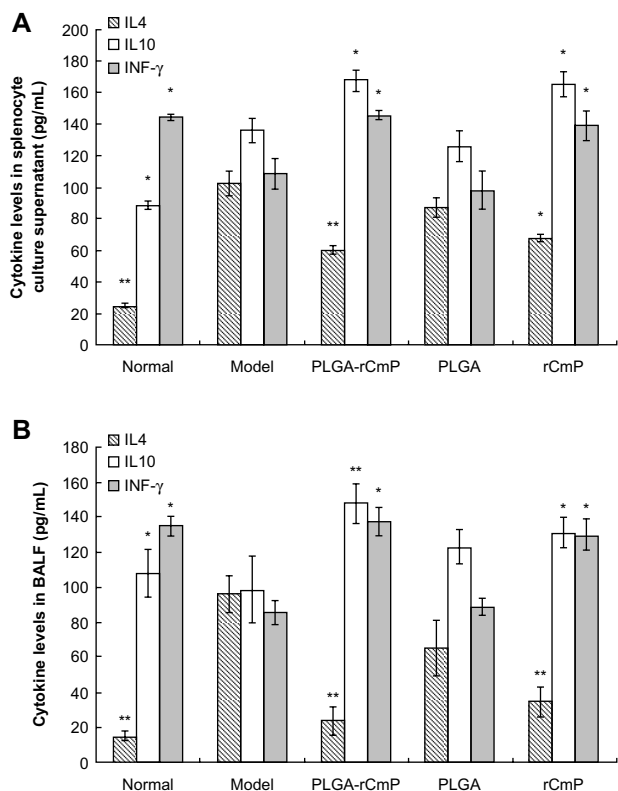 A
IL4
IL10
INF-γ
Cytokine levels in splenocyte
culture supernatant (pg/mL)
200
180
160
140
120
100
80
60
40
20
0
** * *
* *
**
* *
*
Normal Model PLGA-rCmP PLGA rCmP
B
IL4
IL10
INF-γ
Cytokine levels in BALF (pg/mL)
180
160
140
120
100
80
60
40
20
0
** * *
** *
**
* *
**
Normal Model PLGA-rCmP PLGA rCmP